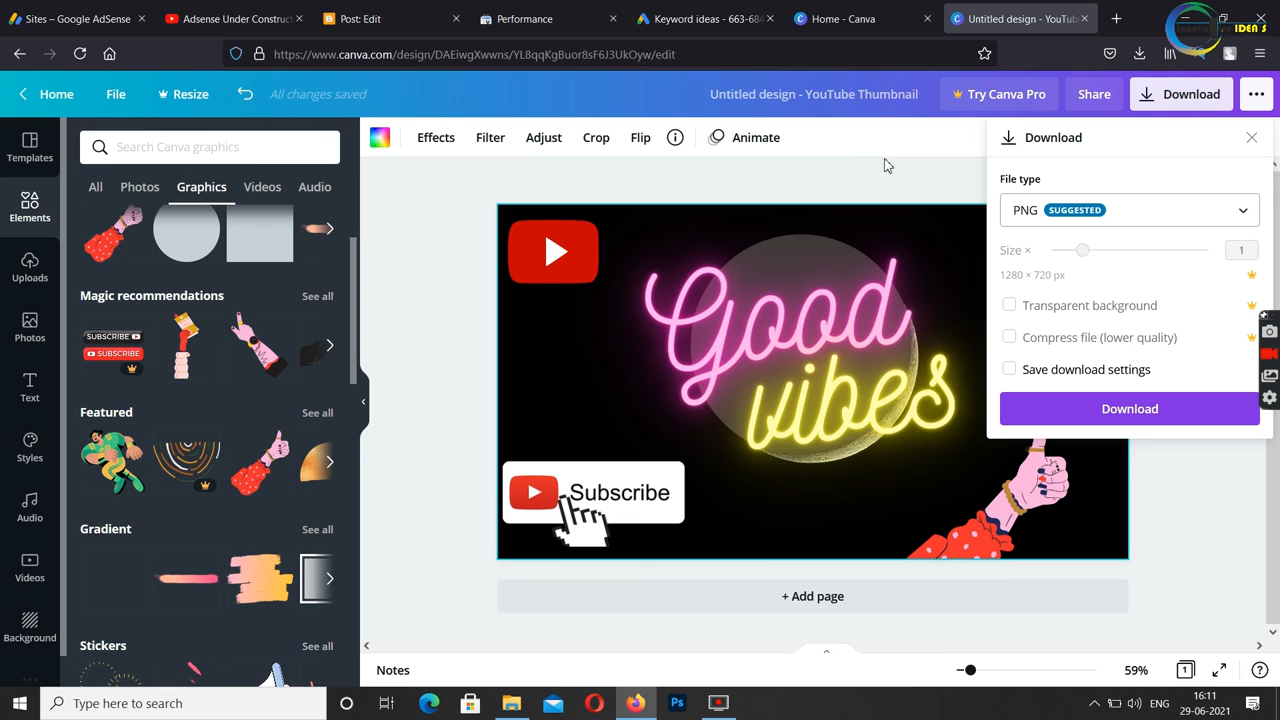 Sites – Google AdSense
Adsense Under Construct
Post: Edit
Performance
Keyword ideas - 663-684
Home - Canva
Untitled design - YouTube
IDEN S
https://www.canva.com/design/DAEiwgXwwns/YL8qqKgBuor8sF6J3UkOyw/edit
Home
File
Resize
All changes saved
Untitled design - YouTube Thumbnail
Try Canva Pro
Share
Download
Templates
Elements
Uploads
Photos
Text
Styles
Audio
Videos
Background
Search Canva graphics
All
Photos
Graphics
Videos
Audio
Magic recommendations
See all
SUBSCRIBE
SUBSCRIBE
Featured
See all
Gradient
See all
Stickers
See all
Effects
Filter
Adjust
Crop
Flip
Animate
Good
vibes
Subscribe
+ Add page
Notes
59%
1
Download
File type
PNG SUGGESTED
Size ×
1
1280 × 720 px
Transparent background
Compress file (lower quality)
Save download settings
Download
Type here to search
Ps
ENG
16:11
29-06-2021